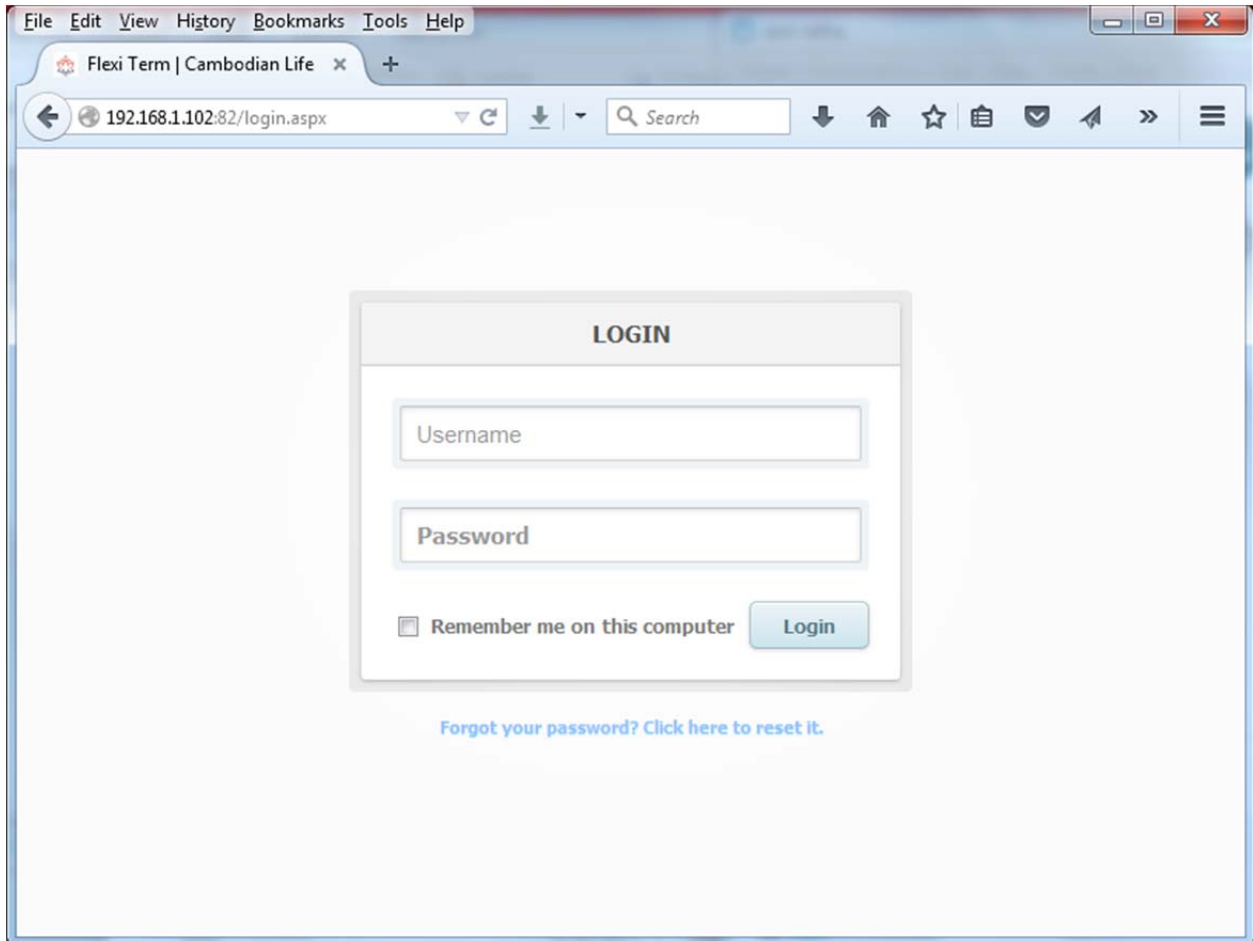 File Edit View History Bookmarks Tools Help
Flexi Term | Cambodian Life
192.168.1.102:82/login.aspx Search
LOGIN
Username
Password
Remember me on this computer Login
Forgot your password? Click here to reset it.